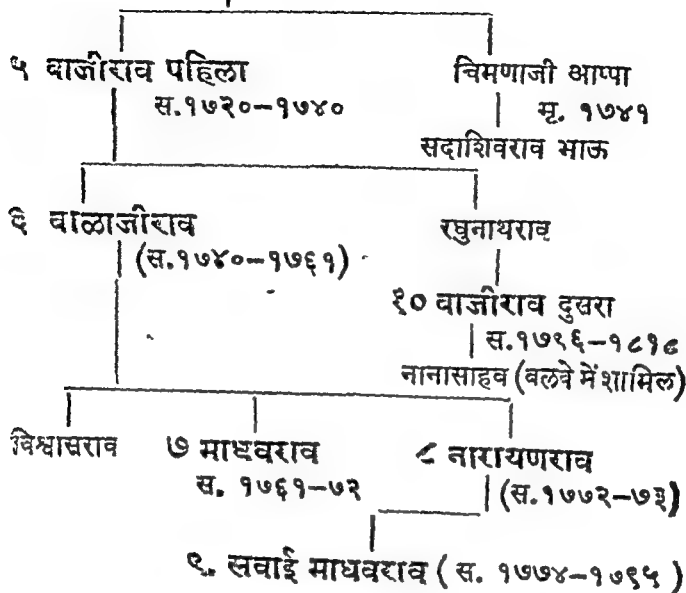 ५ बाजीराव पहिला चिमणाजी आप्पा
स.१७२०-१७४० मृ. १७४१
सदाशिवराव भाऊ
६ बाळाजीराव रघुनाथराव
(स.१७४०-१७६१)
१० बाजीराव दुसरा
स.१७९६-१८१८
नानासाहब (बलवे में शामिल)
विश्वासराव ७ माधवराव ८ नारायणराव
स. १७६१-७२ (स.१७७२-७३)
९. सवाई माधवराव ( स. १७७४-१७९५ )